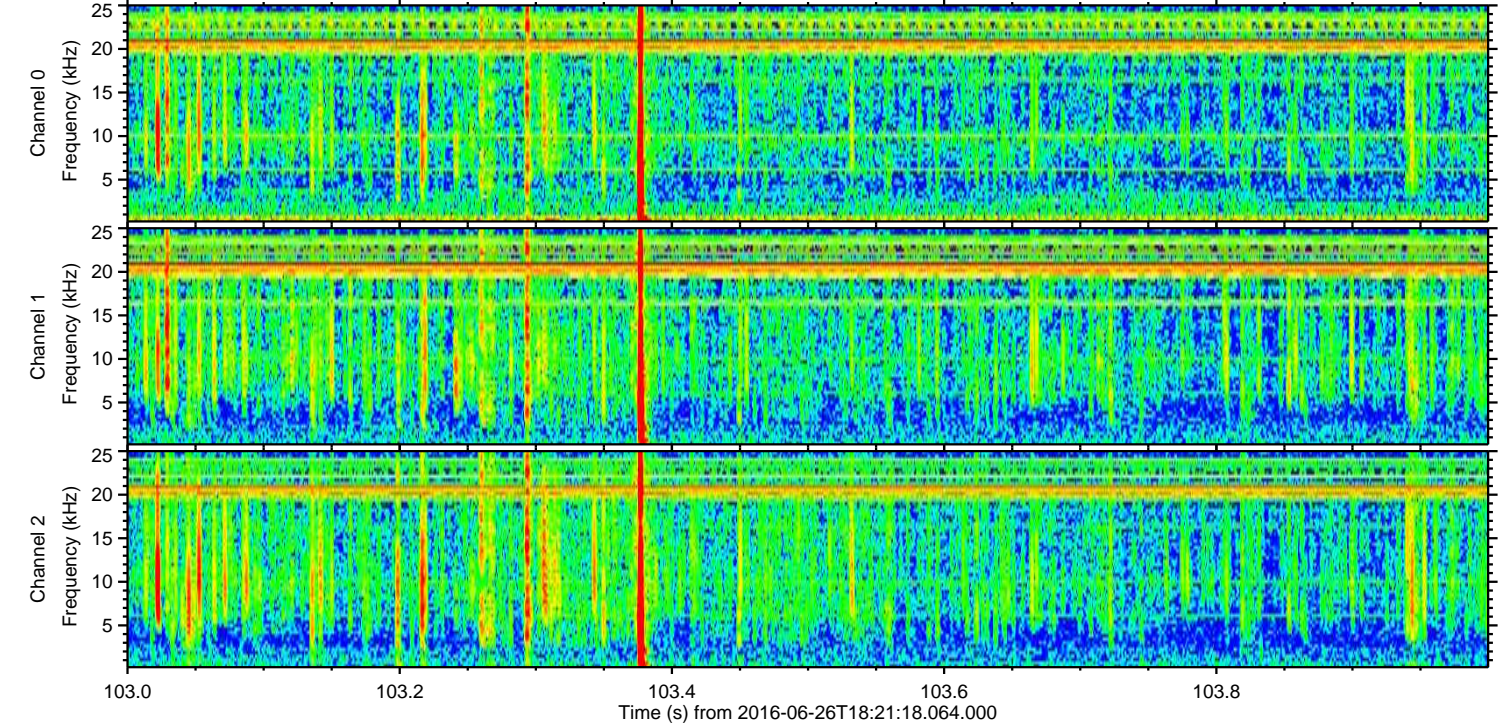 25
20
15
10
5
Channel 0
Frequency (kHz)
25
20
15
10
5
Channel 1
Frequency (kHz)
25
20
15
10
5
Channel 2
Frequency (kHz)
103.0 103.2 103.4 103.6 103.8
Time (s) from 2016-06-26T18:21:18.064.000